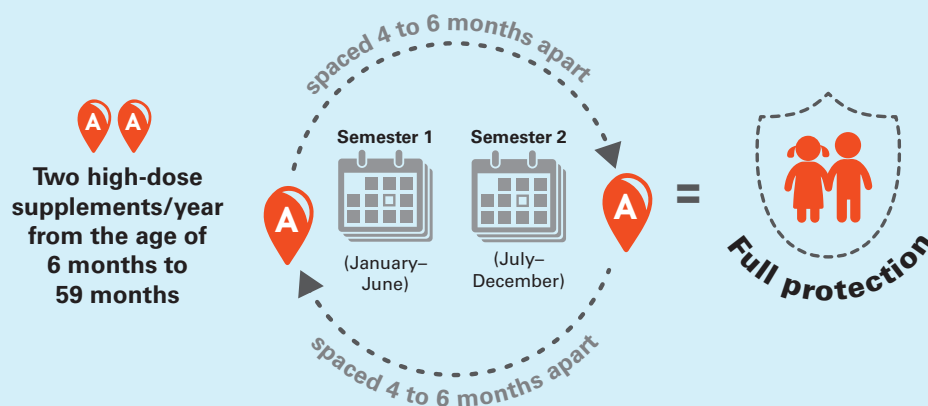 A A
Two high-dose
supplements/year
from the age of
6 months to
59 months
spaced 4 to 6 months apart
Semester 1
Semester 2
A
A
(January–
June)
(July–
December)
spaced 4 to 6 months apart
=
Full protection